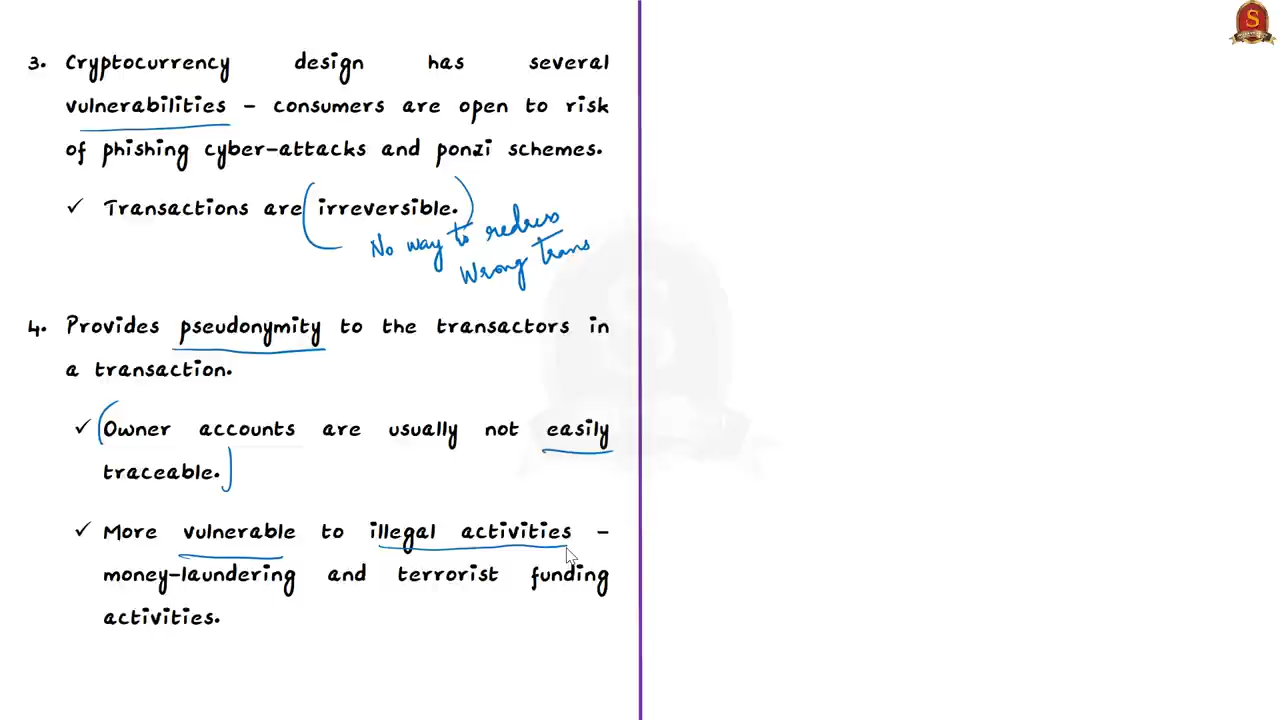 3. Cryptocurrency design has several
vulnerabilities – consumers are open to risk
of phishing cyber-attacks and ponzi schemes.
✓ Transactions are irreversible.
No way to redress
Wrong trans
4. Provides pseudonymity to the transactors in
a transaction.
✓ Owner accounts are usually not easily
traceable.
✓ More vulnerable to illegal activities –
money-laundering and terrorist funding
activities.
S
S